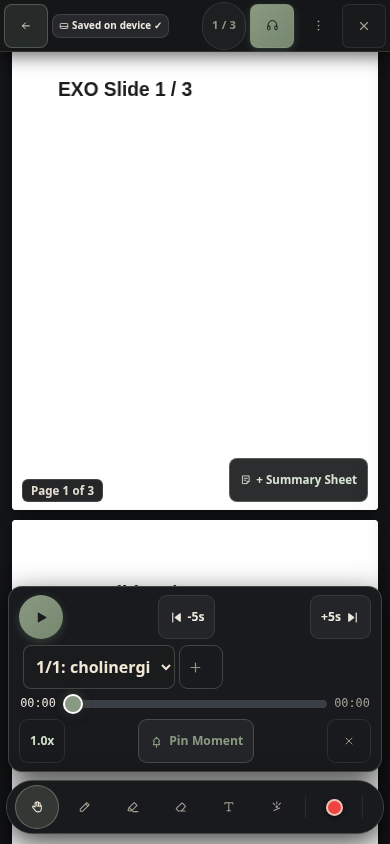 Saved on device ✓
1 / 3
EXO Slide 1 / 3
Page 1 of 3
+ Summary Sheet
-5s
+5s
1/1: cholinergi
00:00
00:00
1.0x
Pin Moment
T